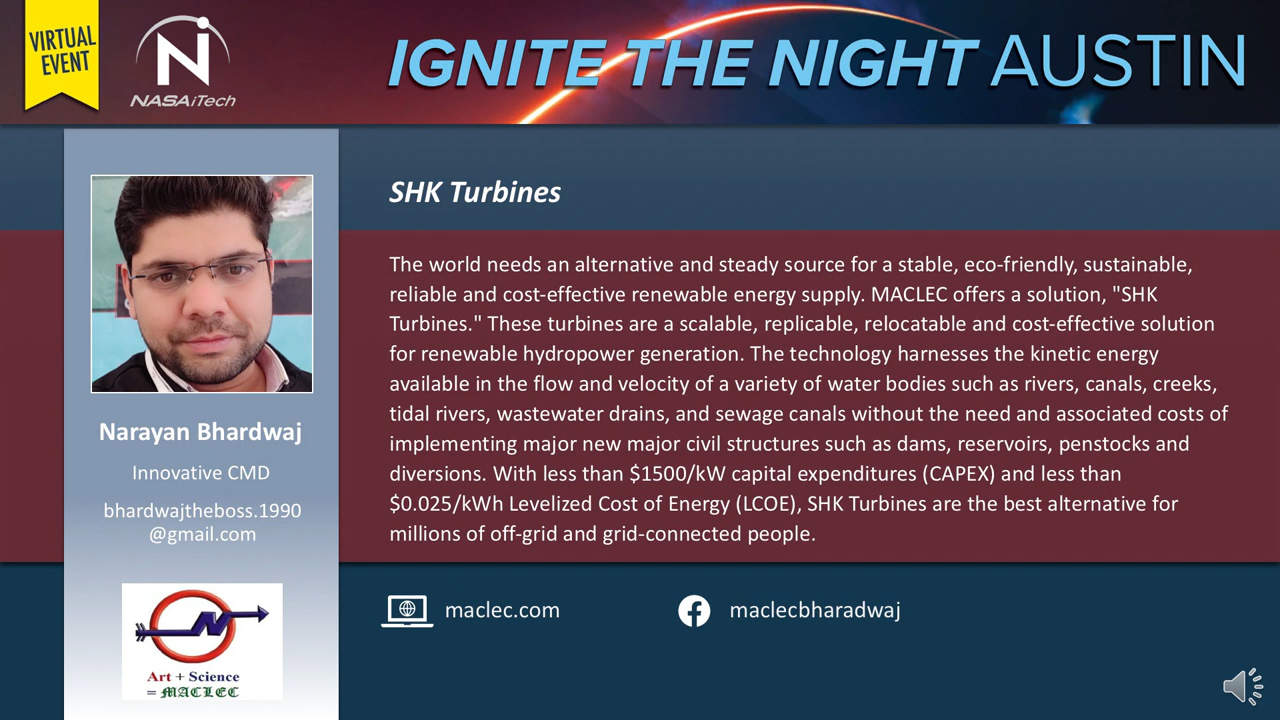 VIRTUAL
EVENT
NASAiTech
IGNITE THE NIGHT AUSTIN
SHK Turbines
The world needs an alternative and steady source for a stable, eco-friendly, sustainable,
reliable and cost-effective renewable energy supply. MACLEC offers a solution, "SHK
Turbines." These turbines are a scalable, replicable, relocatable and cost-effective solution
for renewable hydropower generation. The technology harnesses the kinetic energy
available in the flow and velocity of a variety of water bodies such as rivers, canals, creeks,
tidal rivers, wastewater drains, and sewage canals without the need and associated costs of
implementing major new major civil structures such as dams, reservoirs, penstocks and
diversions. With less than $1500/kW capital expenditures (CAPEX) and less than
$0.025/kWh Levelized Cost of Energy (LCOE), SHK Turbines are the best alternative for
millions of off-grid and grid-connected people.
Narayan Bhardwaj
Innovative CMD
bhardwajtheboss.1990
@gmail.com
N
Art + Science
= MACLEC
maclec.com
maclecbharadwaj